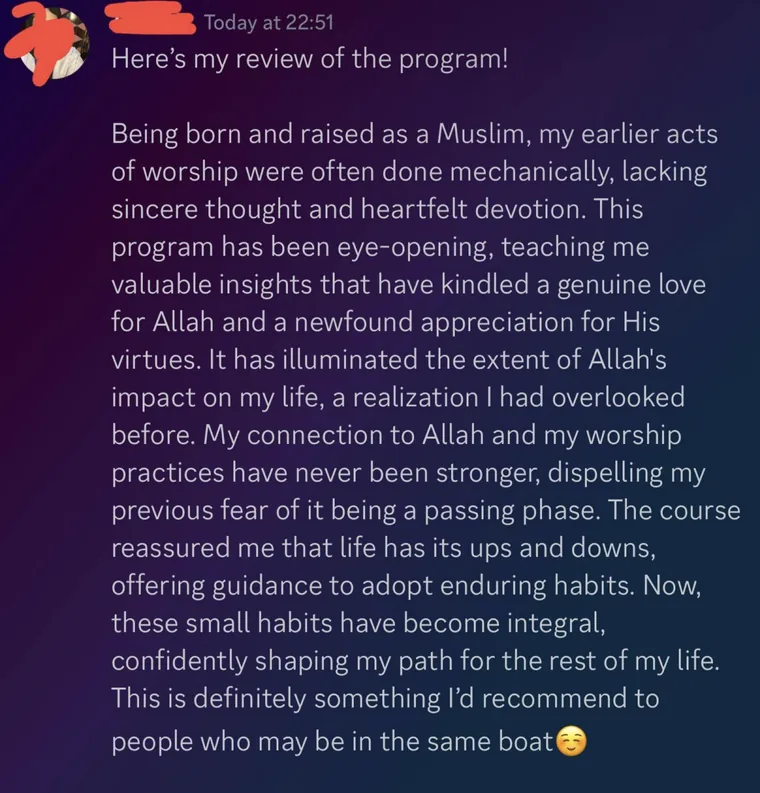 Today at 22:51
Here’s my review of the program!
Being born and raised as a Muslim, my earlier acts
of worship were often done mechanically, lacking
sincere thought and heartfelt devotion. This
program has been eye-opening, teaching me
valuable insights that have kindled a genuine love
for Allah and a newfound appreciation for His
virtues. It has illuminated the extent of Allah's
impact on my life, a realization I had overlooked
before. My connection to Allah and my worship
practices have never been stronger, dispelling my
previous fear of it being a passing phase. The course
reassured me that life has its ups and downs,
offering guidance to adopt enduring habits. Now,
these small habits have become integral,
confidently shaping my path for the rest of my life.
This is definitely something I’d recommend to
people who may be in the same boat☺️